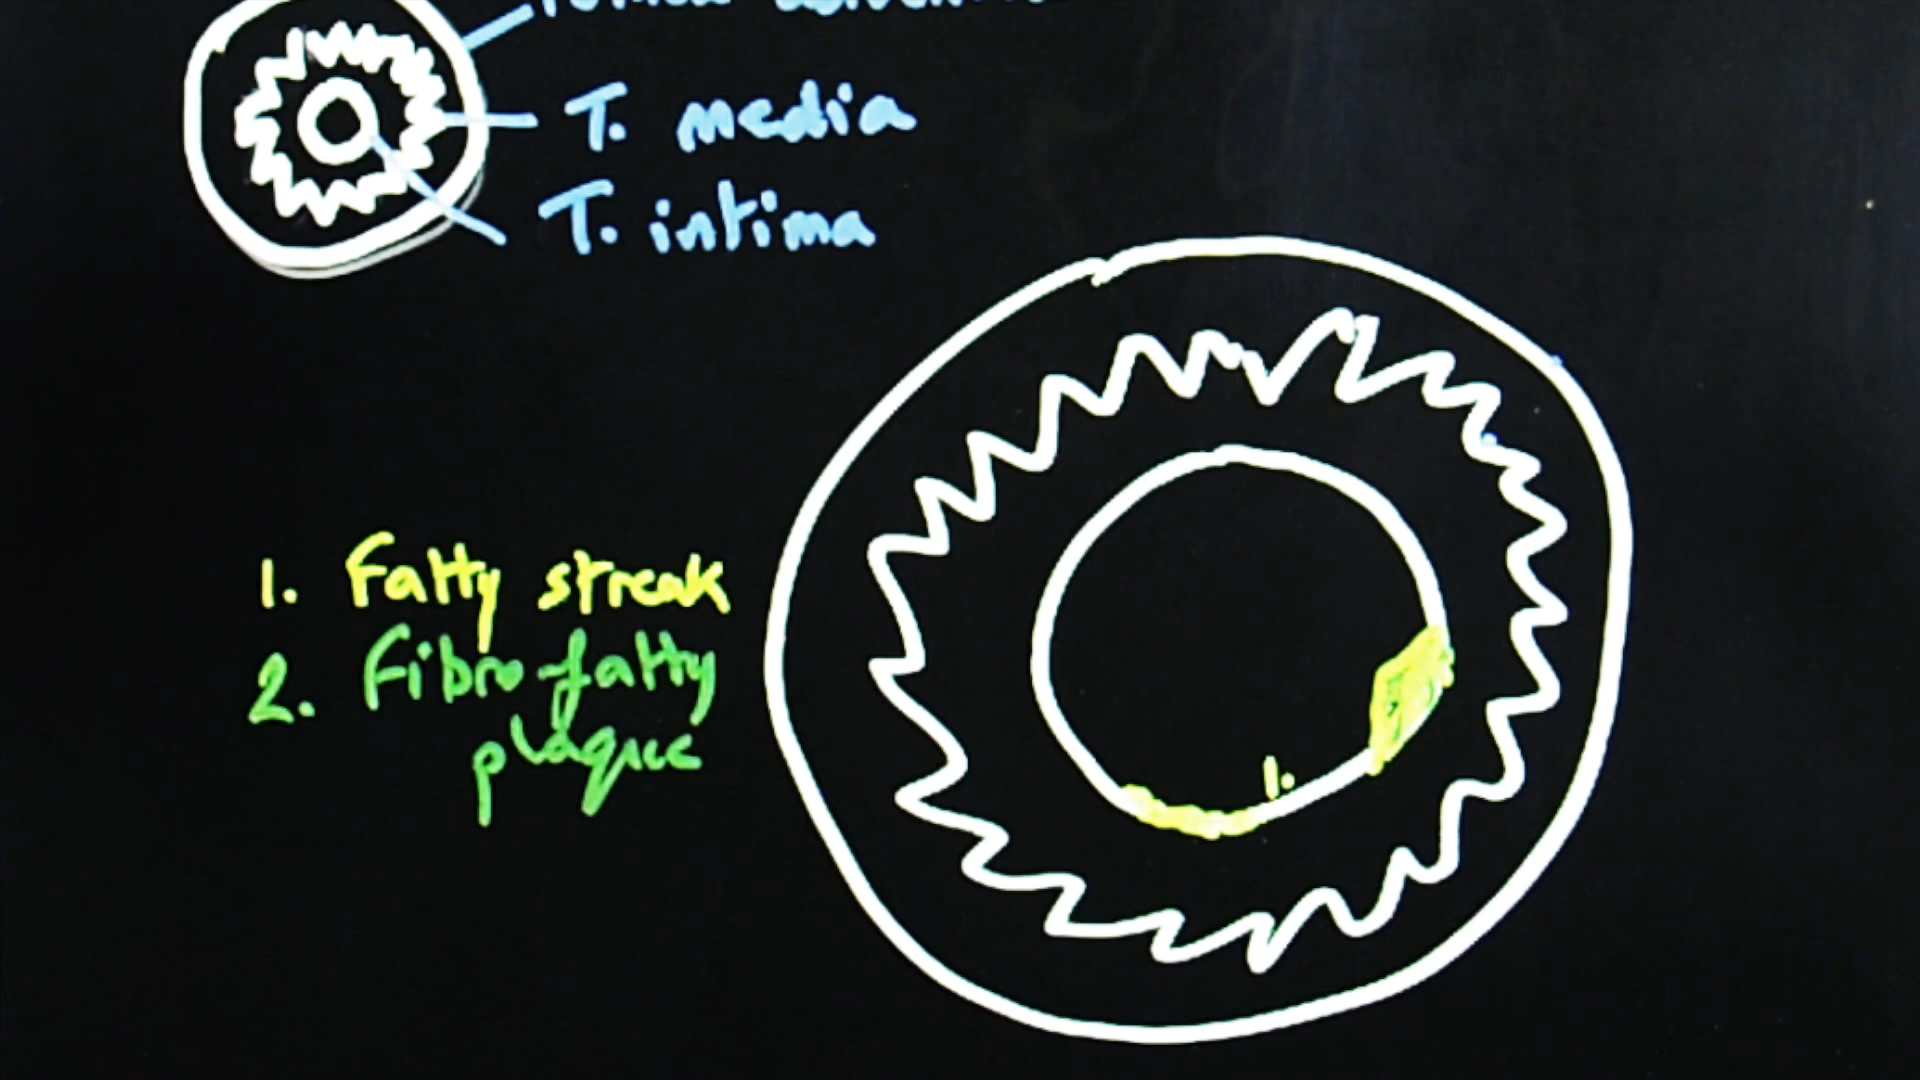 T. media
T. intima
1. Fatty streak
2. Fibro-fatty
plaque
1.